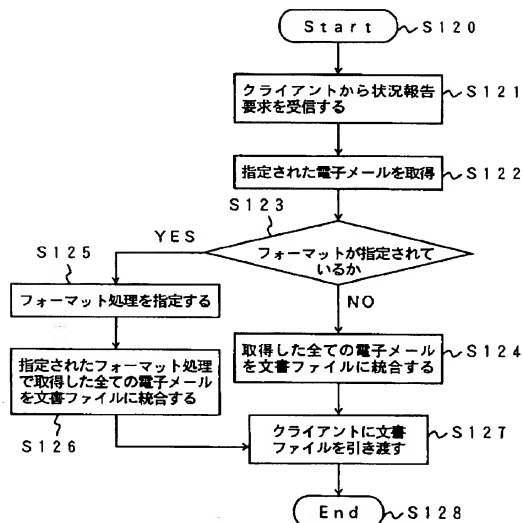 Start
S120
クライアントから状況報告
要求を受信する
S121
指定された電子メールを取得
S122
S123
フォーマットが指定されて
いるか
YES
NO
S125
フォーマット処理を指定する
指定されたフォーマット処理
で取得した全ての電子メール
を文書ファイルに統合する
S126
取得した全ての電子メール
を文書ファイルに統合する
S124
クライアントに文書
ファイルを引き渡す
S127
End
S128